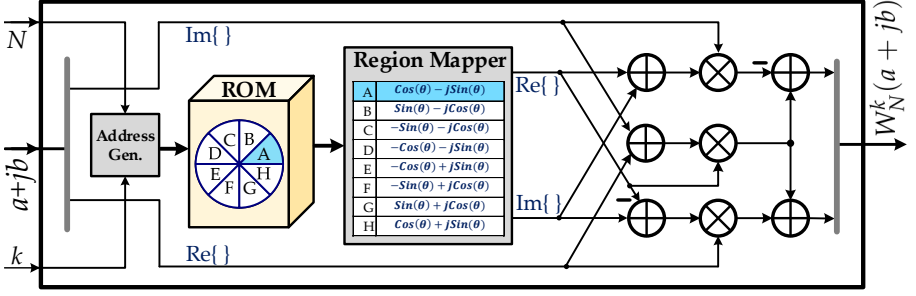 N
a+jb
k
Im{ }
Address
Gen.
ROM
A
B
C
D
E
F
G
H
Region Mapper
A Cos(θ) − jSin(θ)
B Sin(θ) − jCos(θ)
C -Sin(θ) − jCos(θ)
D -Cos(θ) − jSin(θ)
E -Cos(θ) + jSin(θ)
F -Sin(θ) + jCos(θ)
G Sin(θ) + jCos(θ)
H Cos(θ) + jSin(θ)
Re{ }
Im{ }
Re{ }
−
−
W_N^k(a + jb)